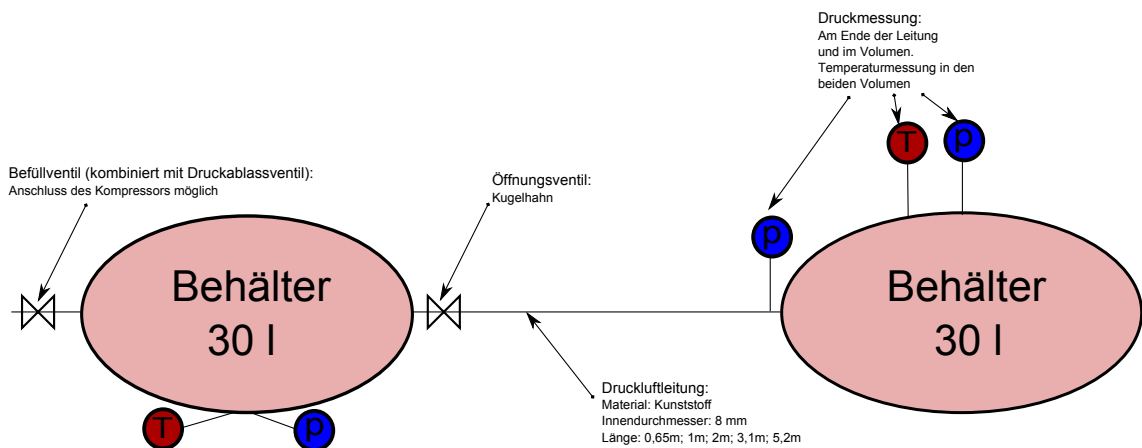 Druckmessung:
Am Ende der Leitung
und im Volumen.
Temperaturmessung in den
beiden Volumen
T
p
Befüllventil (kombiniert mit Druckablassventil):
Anschluss des Kompressors möglich
Öffnungsventil:
Kugelhahn
p
Behälter
30 l
Behälter
30 l
Druckluftleitung:
Material: Kunststoff
Innendurchmesser: 8 mm
Länge: 0,65m; 1m; 2m; 3,1m; 5,2m
T
p